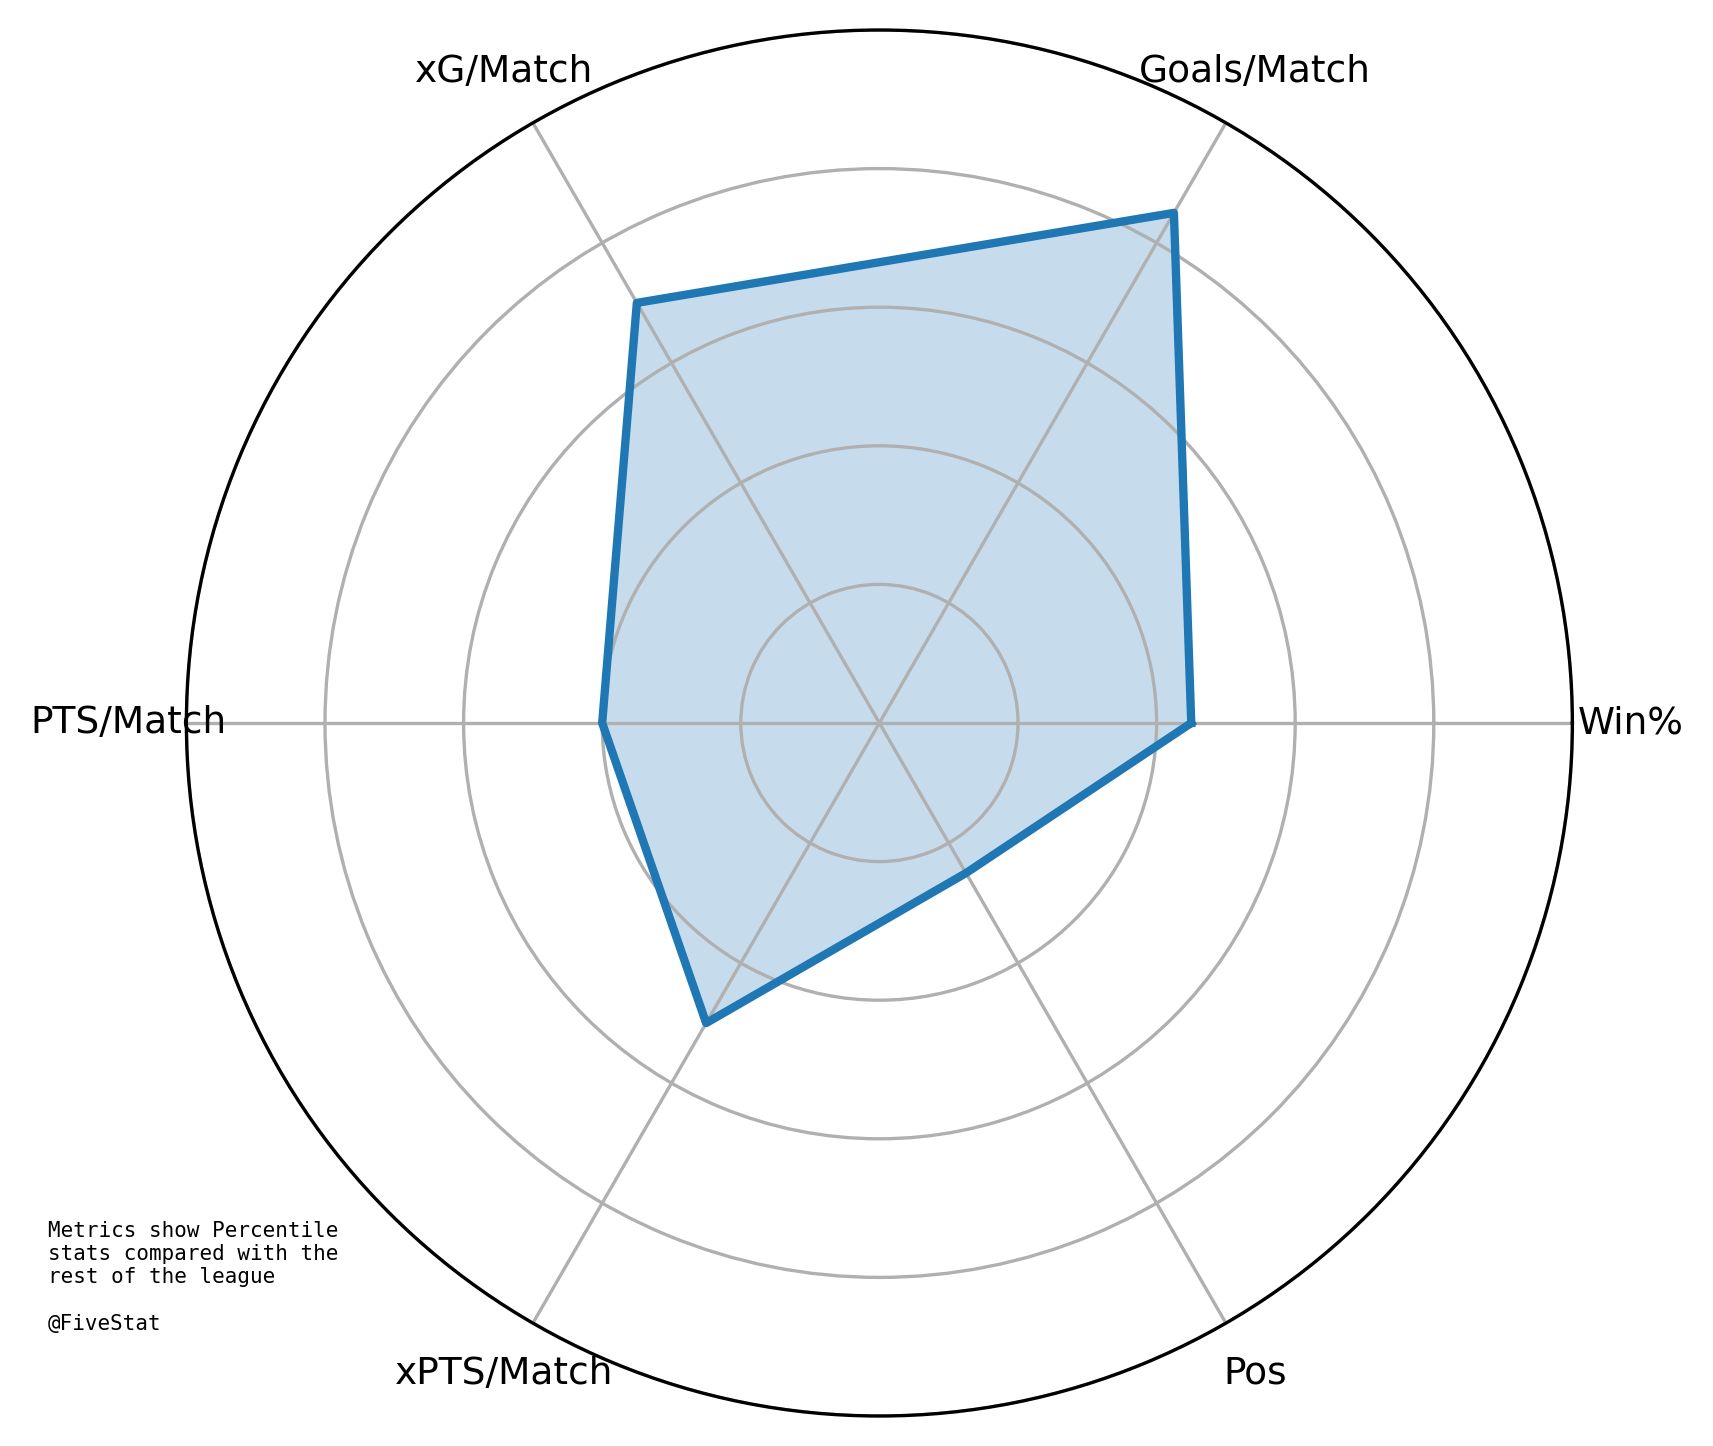 xG/Match
Goals/Match
PTS/Match
Win%
Metrics show Percentile
stats compared with the
rest of the league
@FiveStat
xPTS/Match
Pos